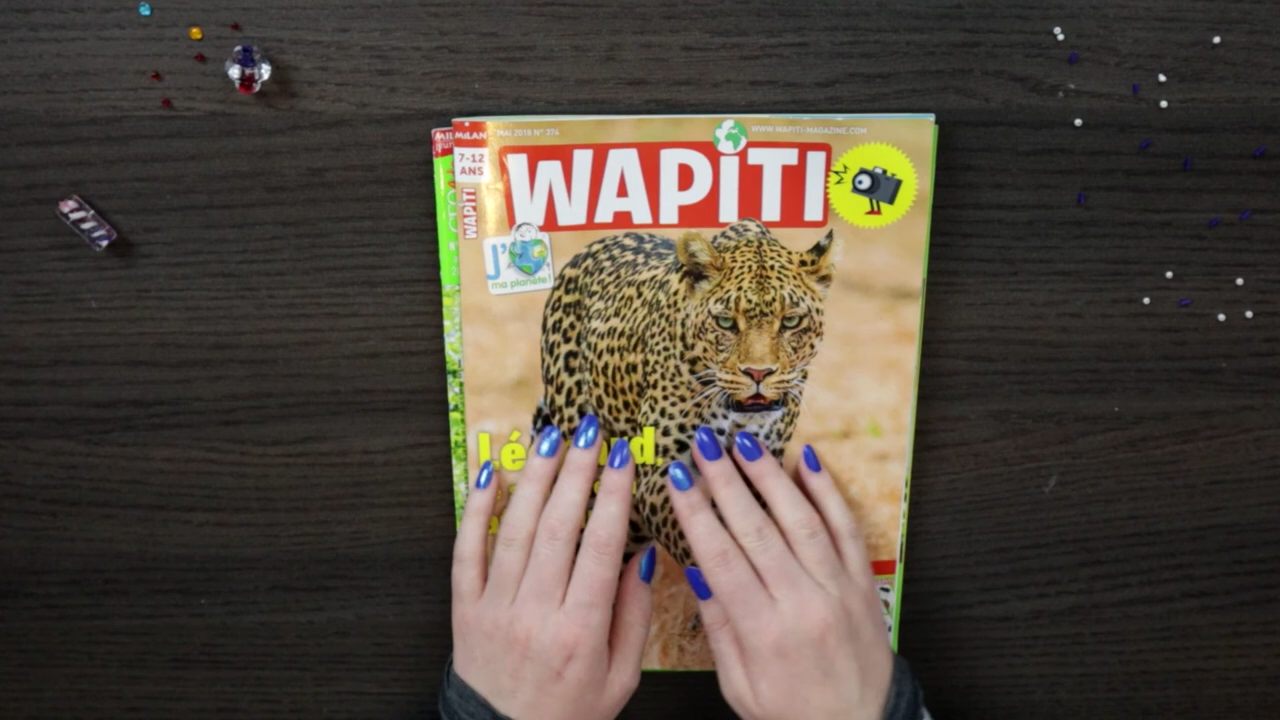 MILAN
MAI 2018 N° 374
WWW.WAPITI-MAGAZINE.COM
7-12
ANS
WAPITI
WAPITI
J'
ma planète !